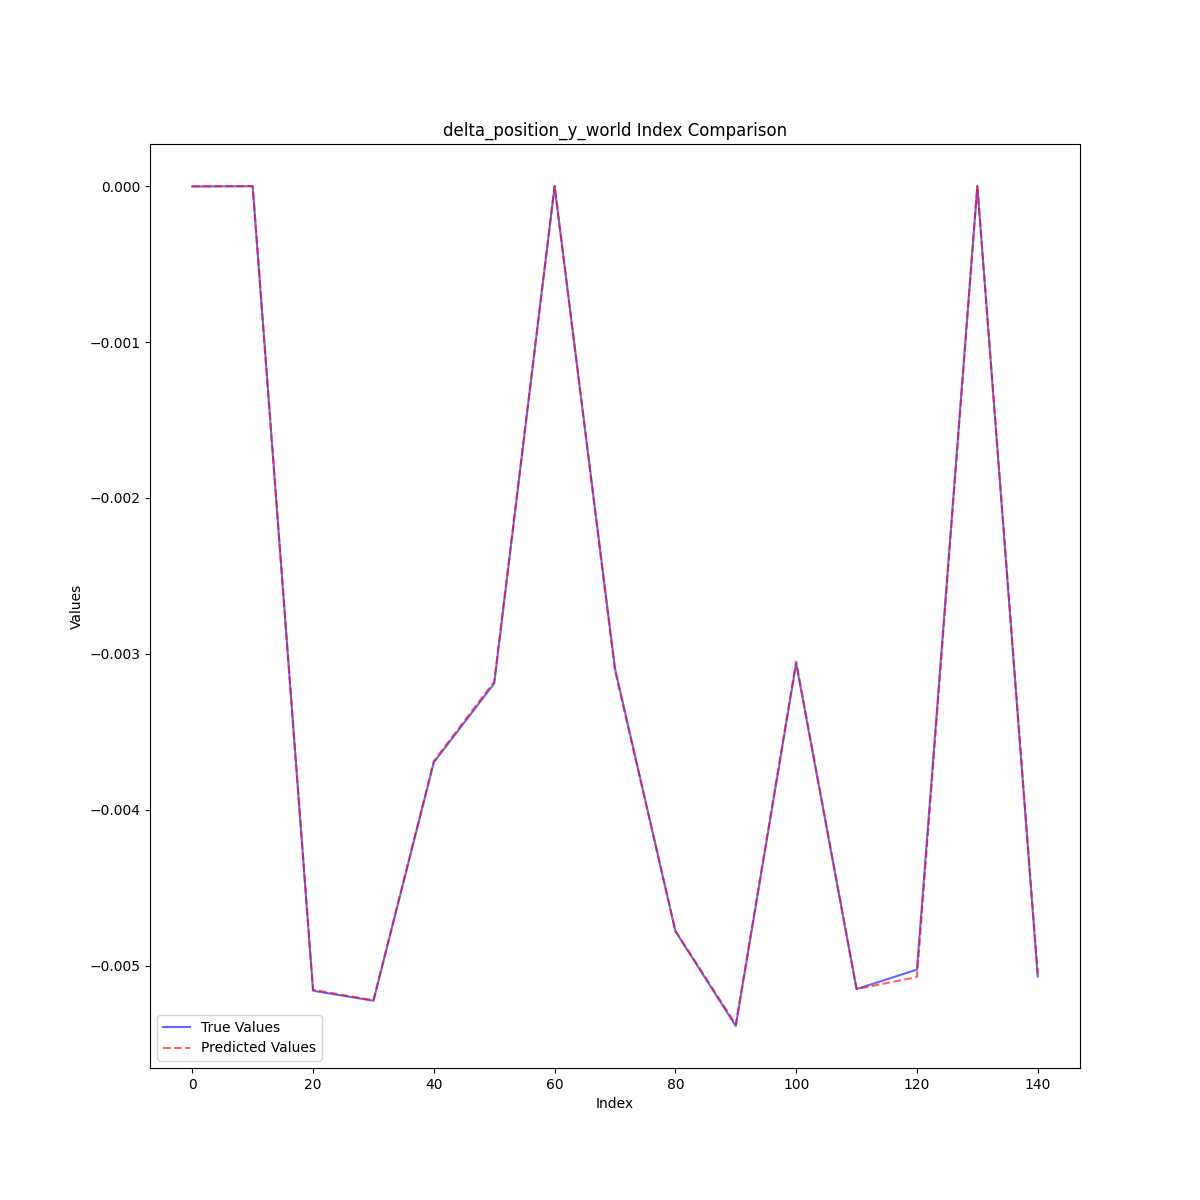 delta_position_y_world Index Comparison
0.000
−0.001
−0.002
−0.003
−0.004
−0.005
Values
True Values
Predicted Values
0 20 40 60 80 100 120 140
Index